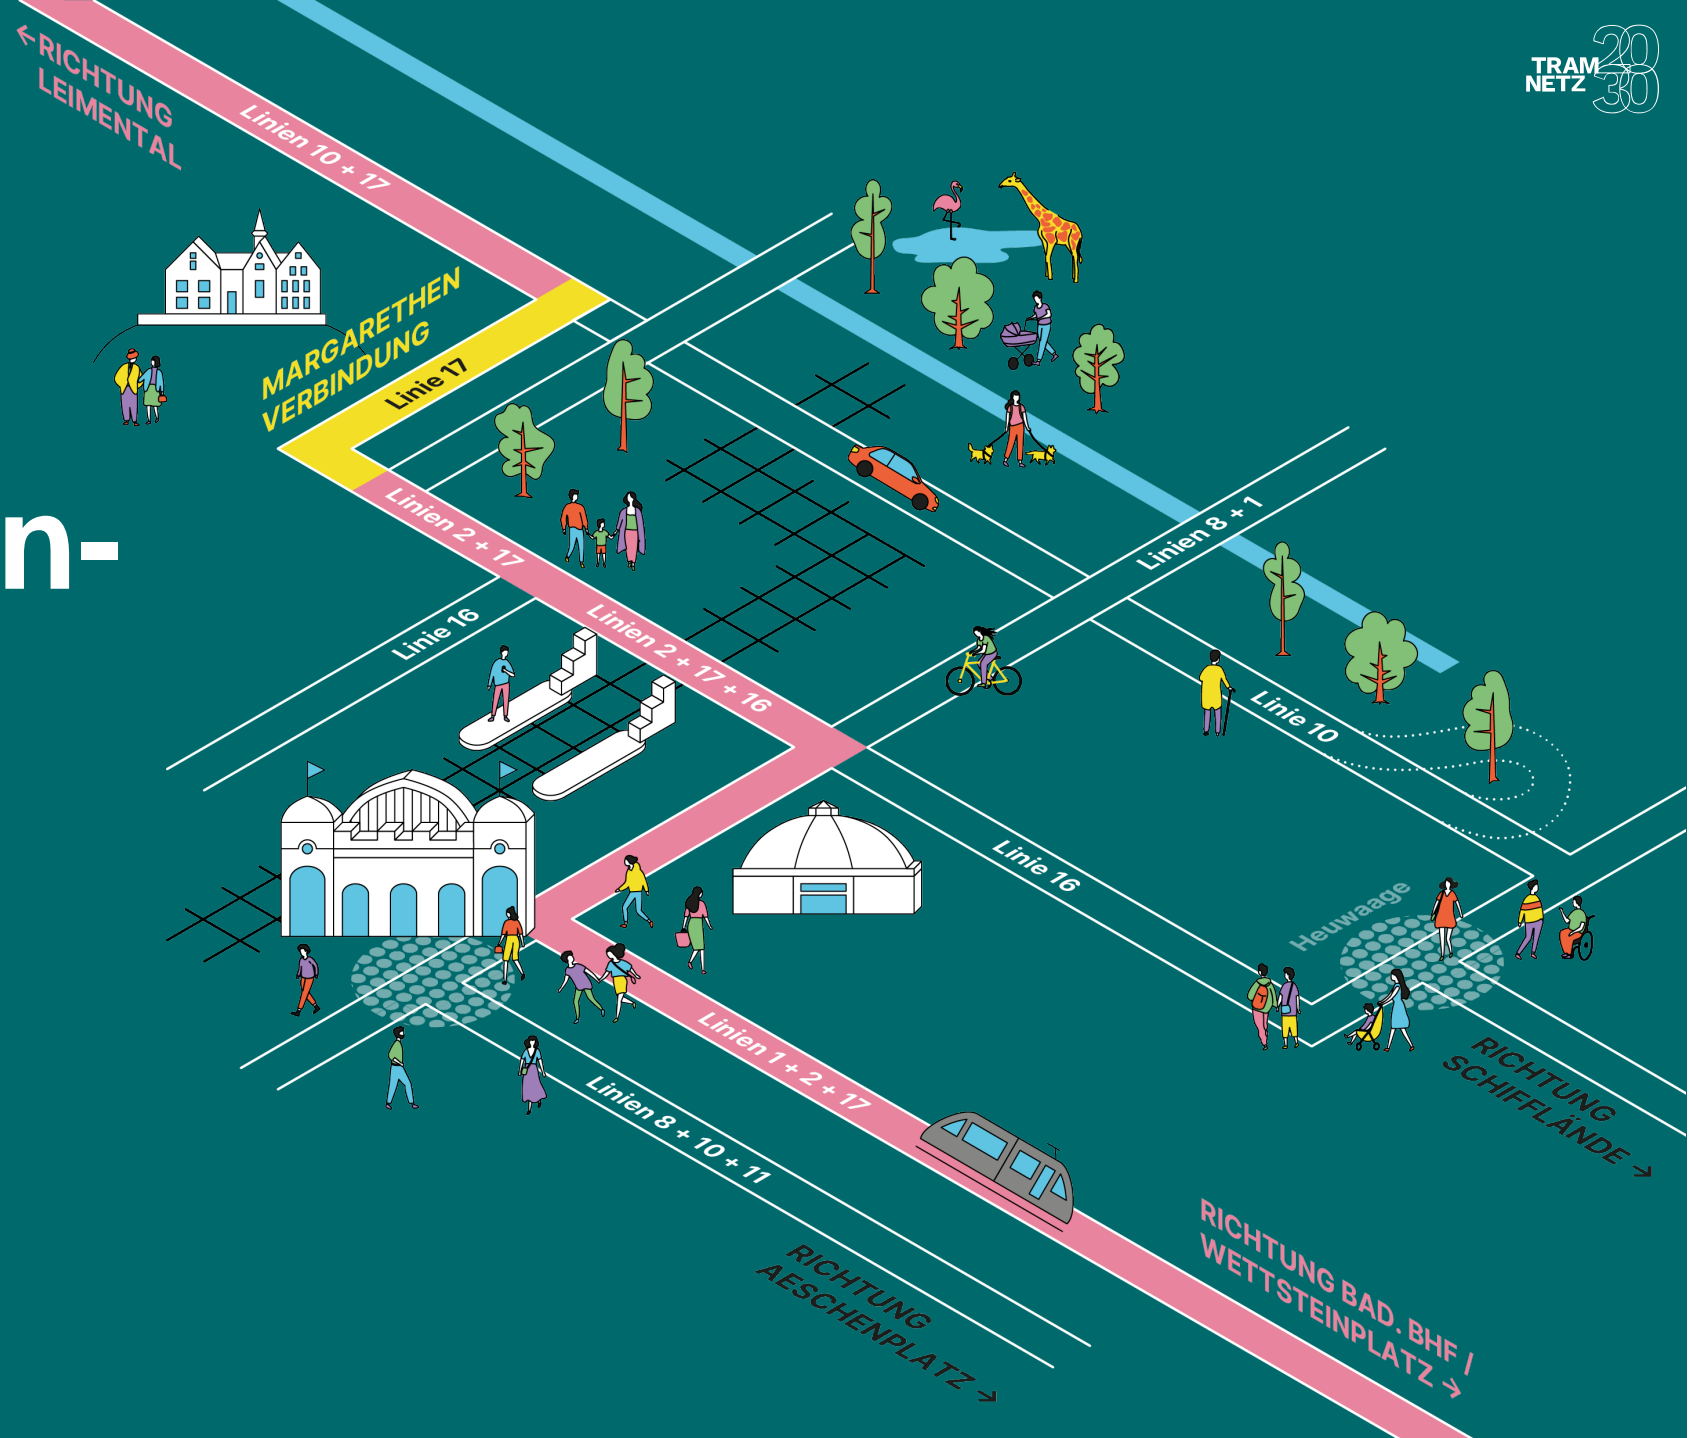 ← RICHTUNG
LEIMENTAL
Linien 10 + 17
TRAM
NETZ
20
30
MARGARETHEN
VERBINDUNG
Linie 17
n-
Linien 2 + 17
Linien 8 + 1
Linie 16
Linien 2 + 17 + 16
Linie 10
Linie 16
Heuwaage
Linien 1 + 2 + 17
Linien 8 + 10 + 11
RICHTUNG
SCHIFFLÄNDE →
RICHTUNG
AESCHENPLATZ →
RICHTUNG BAD. BHF /
WETTSTEINPLATZ →